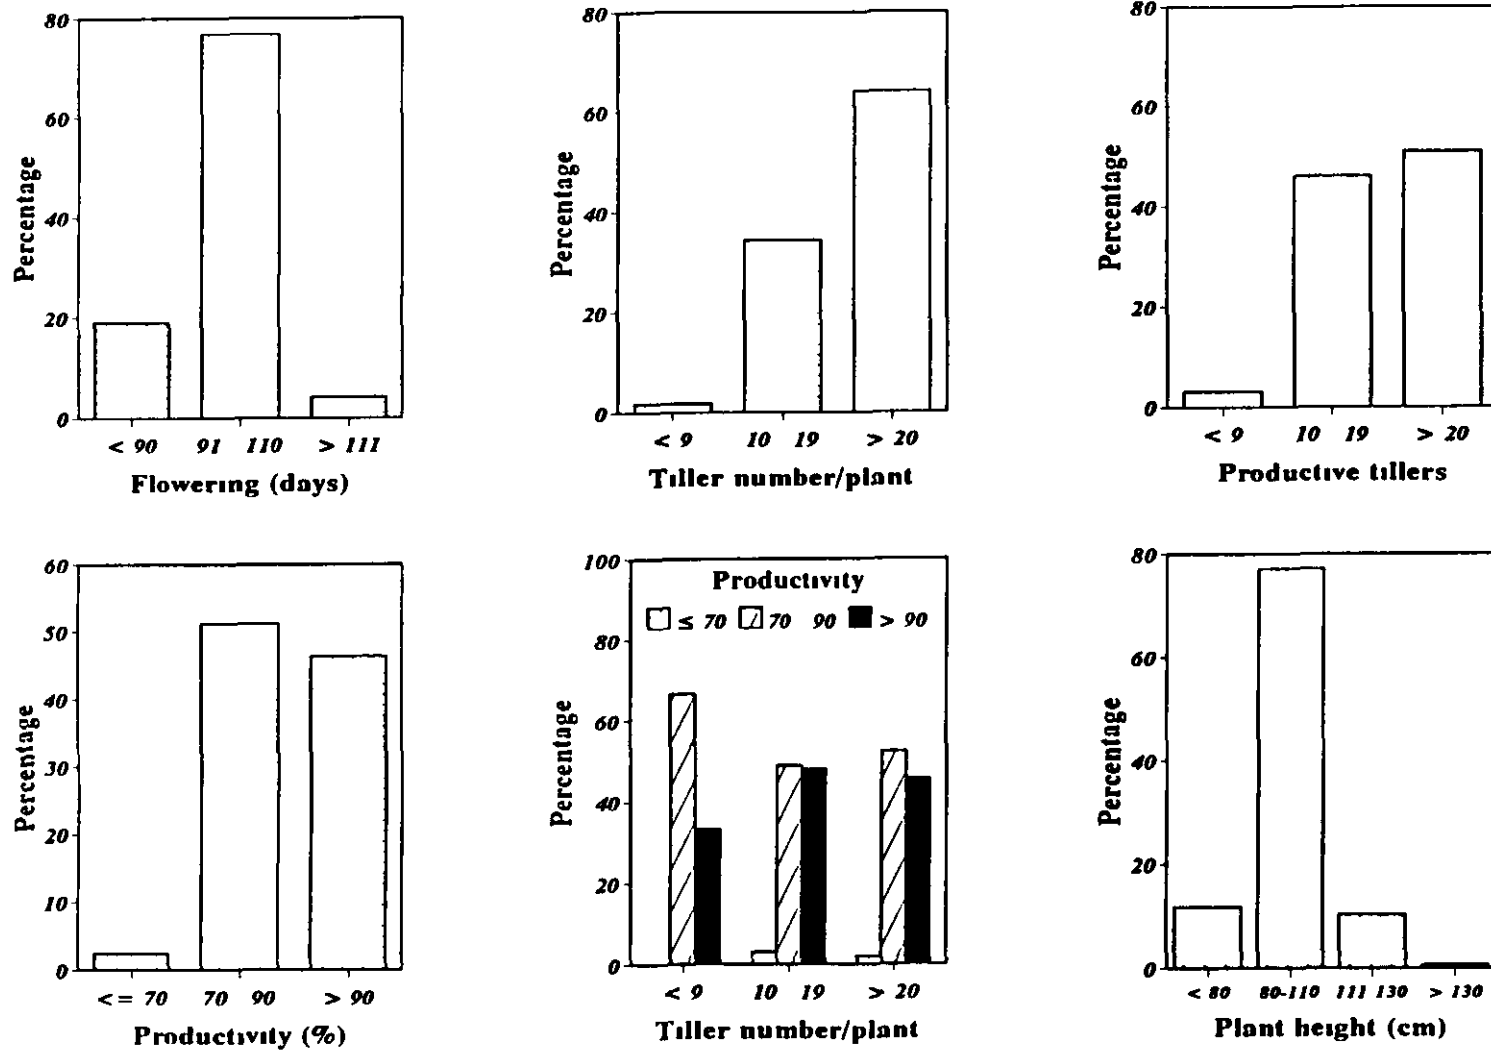 80
60
40
20
0
Percentage
< 90 91 110 > 111
Flowering (days)
80
60
40
20
0
Percentage
< 9 10 19 > 20
Tiller number/plant
80
60
40
20
0
Percentage
< 9 10 19 > 20
Productive tillers
60
50
40
30
20
10
0
Percentage
< = 70 70 90 > 90
Productivity (%)
100
80
60
40
20
0
Percentage
Productivity
≤ 70 70 90 > 90
< 9 10 19 > 20
Tiller number/plant
80
60
40
20
0
Percentage
< 80 80-110 111 130 > 130
Plant height (cm)